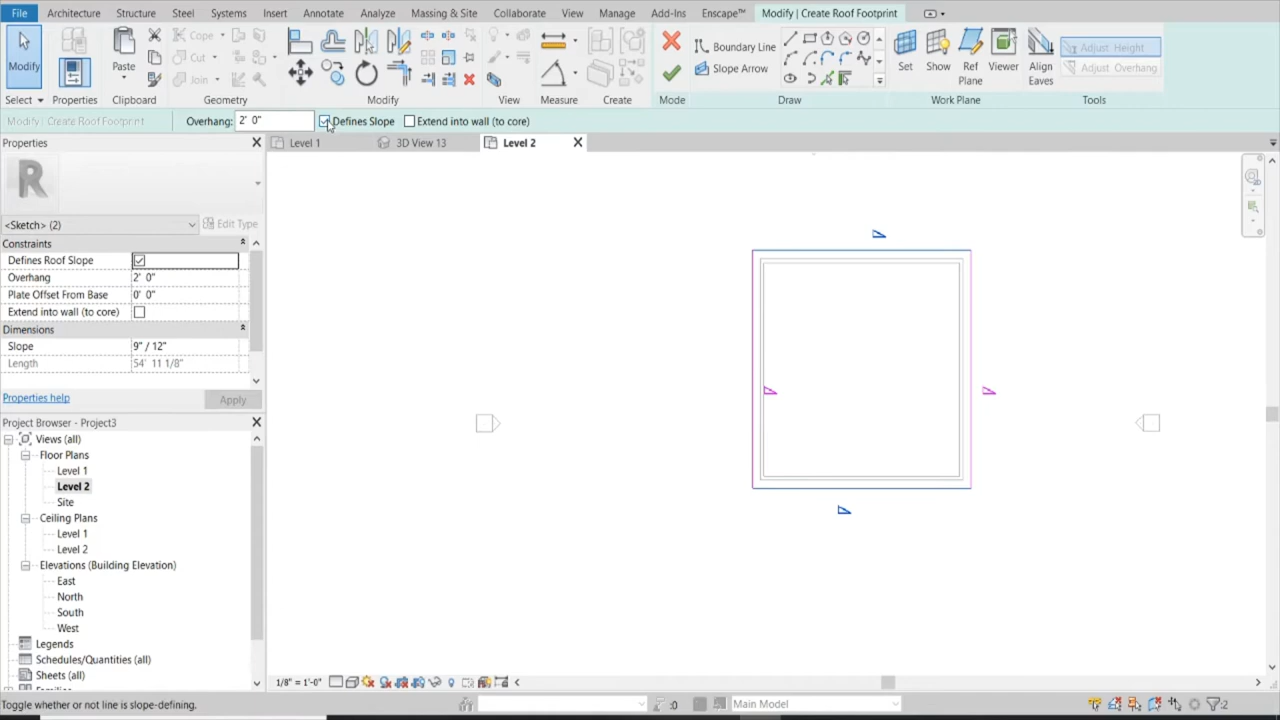 File Architecture Structure Steel Systems Insert Annotate Analyze Massing & Site Collaborate View Manage Add-Ins Enscape™ Modify | Create Roof Footprint
Modify Paste Cope Cut Join Boundary Line Slope Arrow Set Show Ref Plane Viewer Align Eaves Adjust Height Adjust Overhang
Select Properties Clipboard Geometry Modify View Measure Create Mode Draw Work Plane Tools
Modify | Create Roof Footprint Overhang: 2' 0" Defines Slope Extend into wall (to core)
Properties Level 1 3D View 13 Level 2
R
<Sketch> (2) Edit Type
Constraints
Defines Roof Slope
Overhang 2' 0"
Plate Offset From Base 0' 0"
Extend into wall (to core)
Dimensions
Slope 9" / 12"
Length 54' 11 1/8"
Properties help Apply
Project Browser - Project3
Views (all)
Floor Plans
Level 1
Level 2
Site
Ceiling Plans
Level 1
Level 2
Elevations (Building Elevation)
East
North
South
West
Legends
Schedules/Quantities (all)
Sheets (all)
1/8" = 1'-0"
Toggle whether or not line is slope-defining. :0 Main Model :2